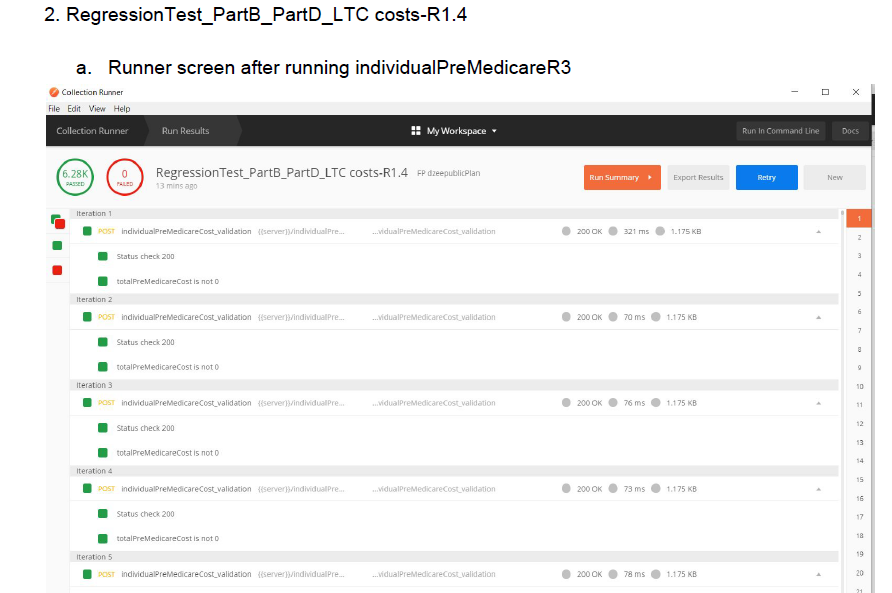 2. RegressionTest_PartB_PartD_LTC costs-R1.4
a. Runner screen after running individualPreMedicareR3
Collection Runner
File Edit View Help
Collection Runner Run Results My Workspace Run In Command Line Docs
6.28K PASSED 0 FAILED RegressionTest_PartB_PartD_LTC costs-R1.4 FP dzeepublicPlan Run Summary Export Results Retry New
13 mins ago
Iteration 1
POST individualPreMedicareCost_validation {{server}}/individualPre... ...vidualPreMedicareCost_validation 200 OK 321 ms 1.175 KB
Status check 200
totalPreMedicareCost is not 0
Iteration 2
POST individualPreMedicareCost_validation {{server}}/individualPre... ...vidualPreMedicareCost_validation 200 OK 70 ms 1.175 KB
Status check 200
totalPreMedicareCost is not 0
Iteration 3
POST individualPreMedicareCost_validation {{server}}/individualPre... ...vidualPreMedicareCost_validation 200 OK 76 ms 1.175 KB
Status check 200
totalPreMedicareCost is not 0
Iteration 4
POST individualPreMedicareCost_validation {{server}}/individualPre... ...vidualPreMedicareCost_validation 200 OK 73 ms 1.175 KB
Status check 200
totalPreMedicareCost is not 0
Iteration 5
POST individualPreMedicareCost_validation {{server}}/individualPre... ...vidualPreMedicareCost_validation 200 OK 78 ms 1.175 KB
1
2
3
4
5
6
7
8
9
10
11
12
13
14
15
16
17
18
19
20
21